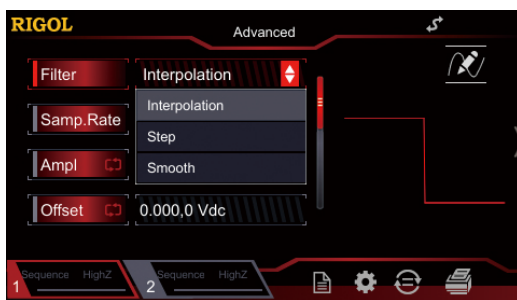 RIGOL
Advanced
Filter
Interpolation
Interpolation
Samp.Rate
Step
Ampl
Smooth
Offset
0.000,0 Vdc
1
Sequence HighZ
2
Sequence HighZ